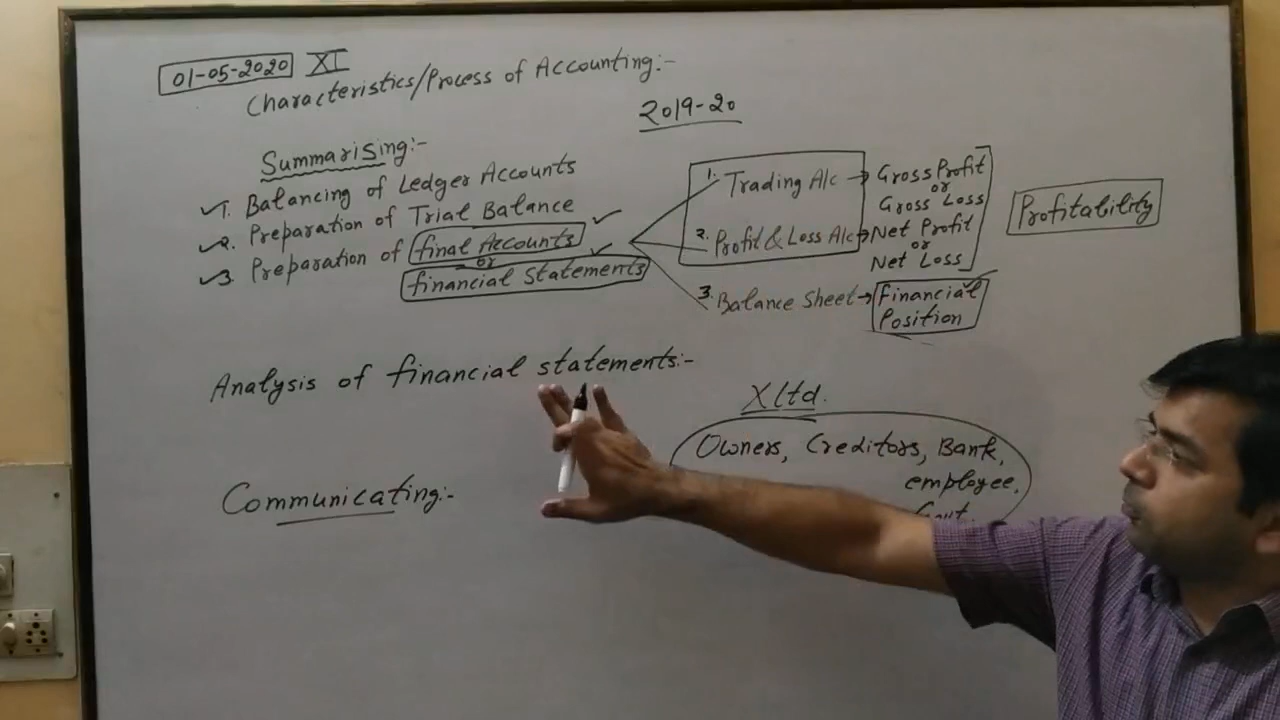 01-05-2020 XI
Characteristics/Process of Accounting:-
2019-20
Summarising:-
1. Balancing of Ledger Accounts
2. Preparation of Trial Balance
3. Preparation of final Accounts
or
financial Statements
1. Trading A/c → Gross Profit
or
Gross Loss
2. Profit & Loss A/c → Net Profit
or
Net Loss
3. Balance Sheet → Financial
Position
Profitability
Analysis of financial statements:-
X Ltd.
Owners, Creditors, Bank,
employee,
Govt.
Communicating:-